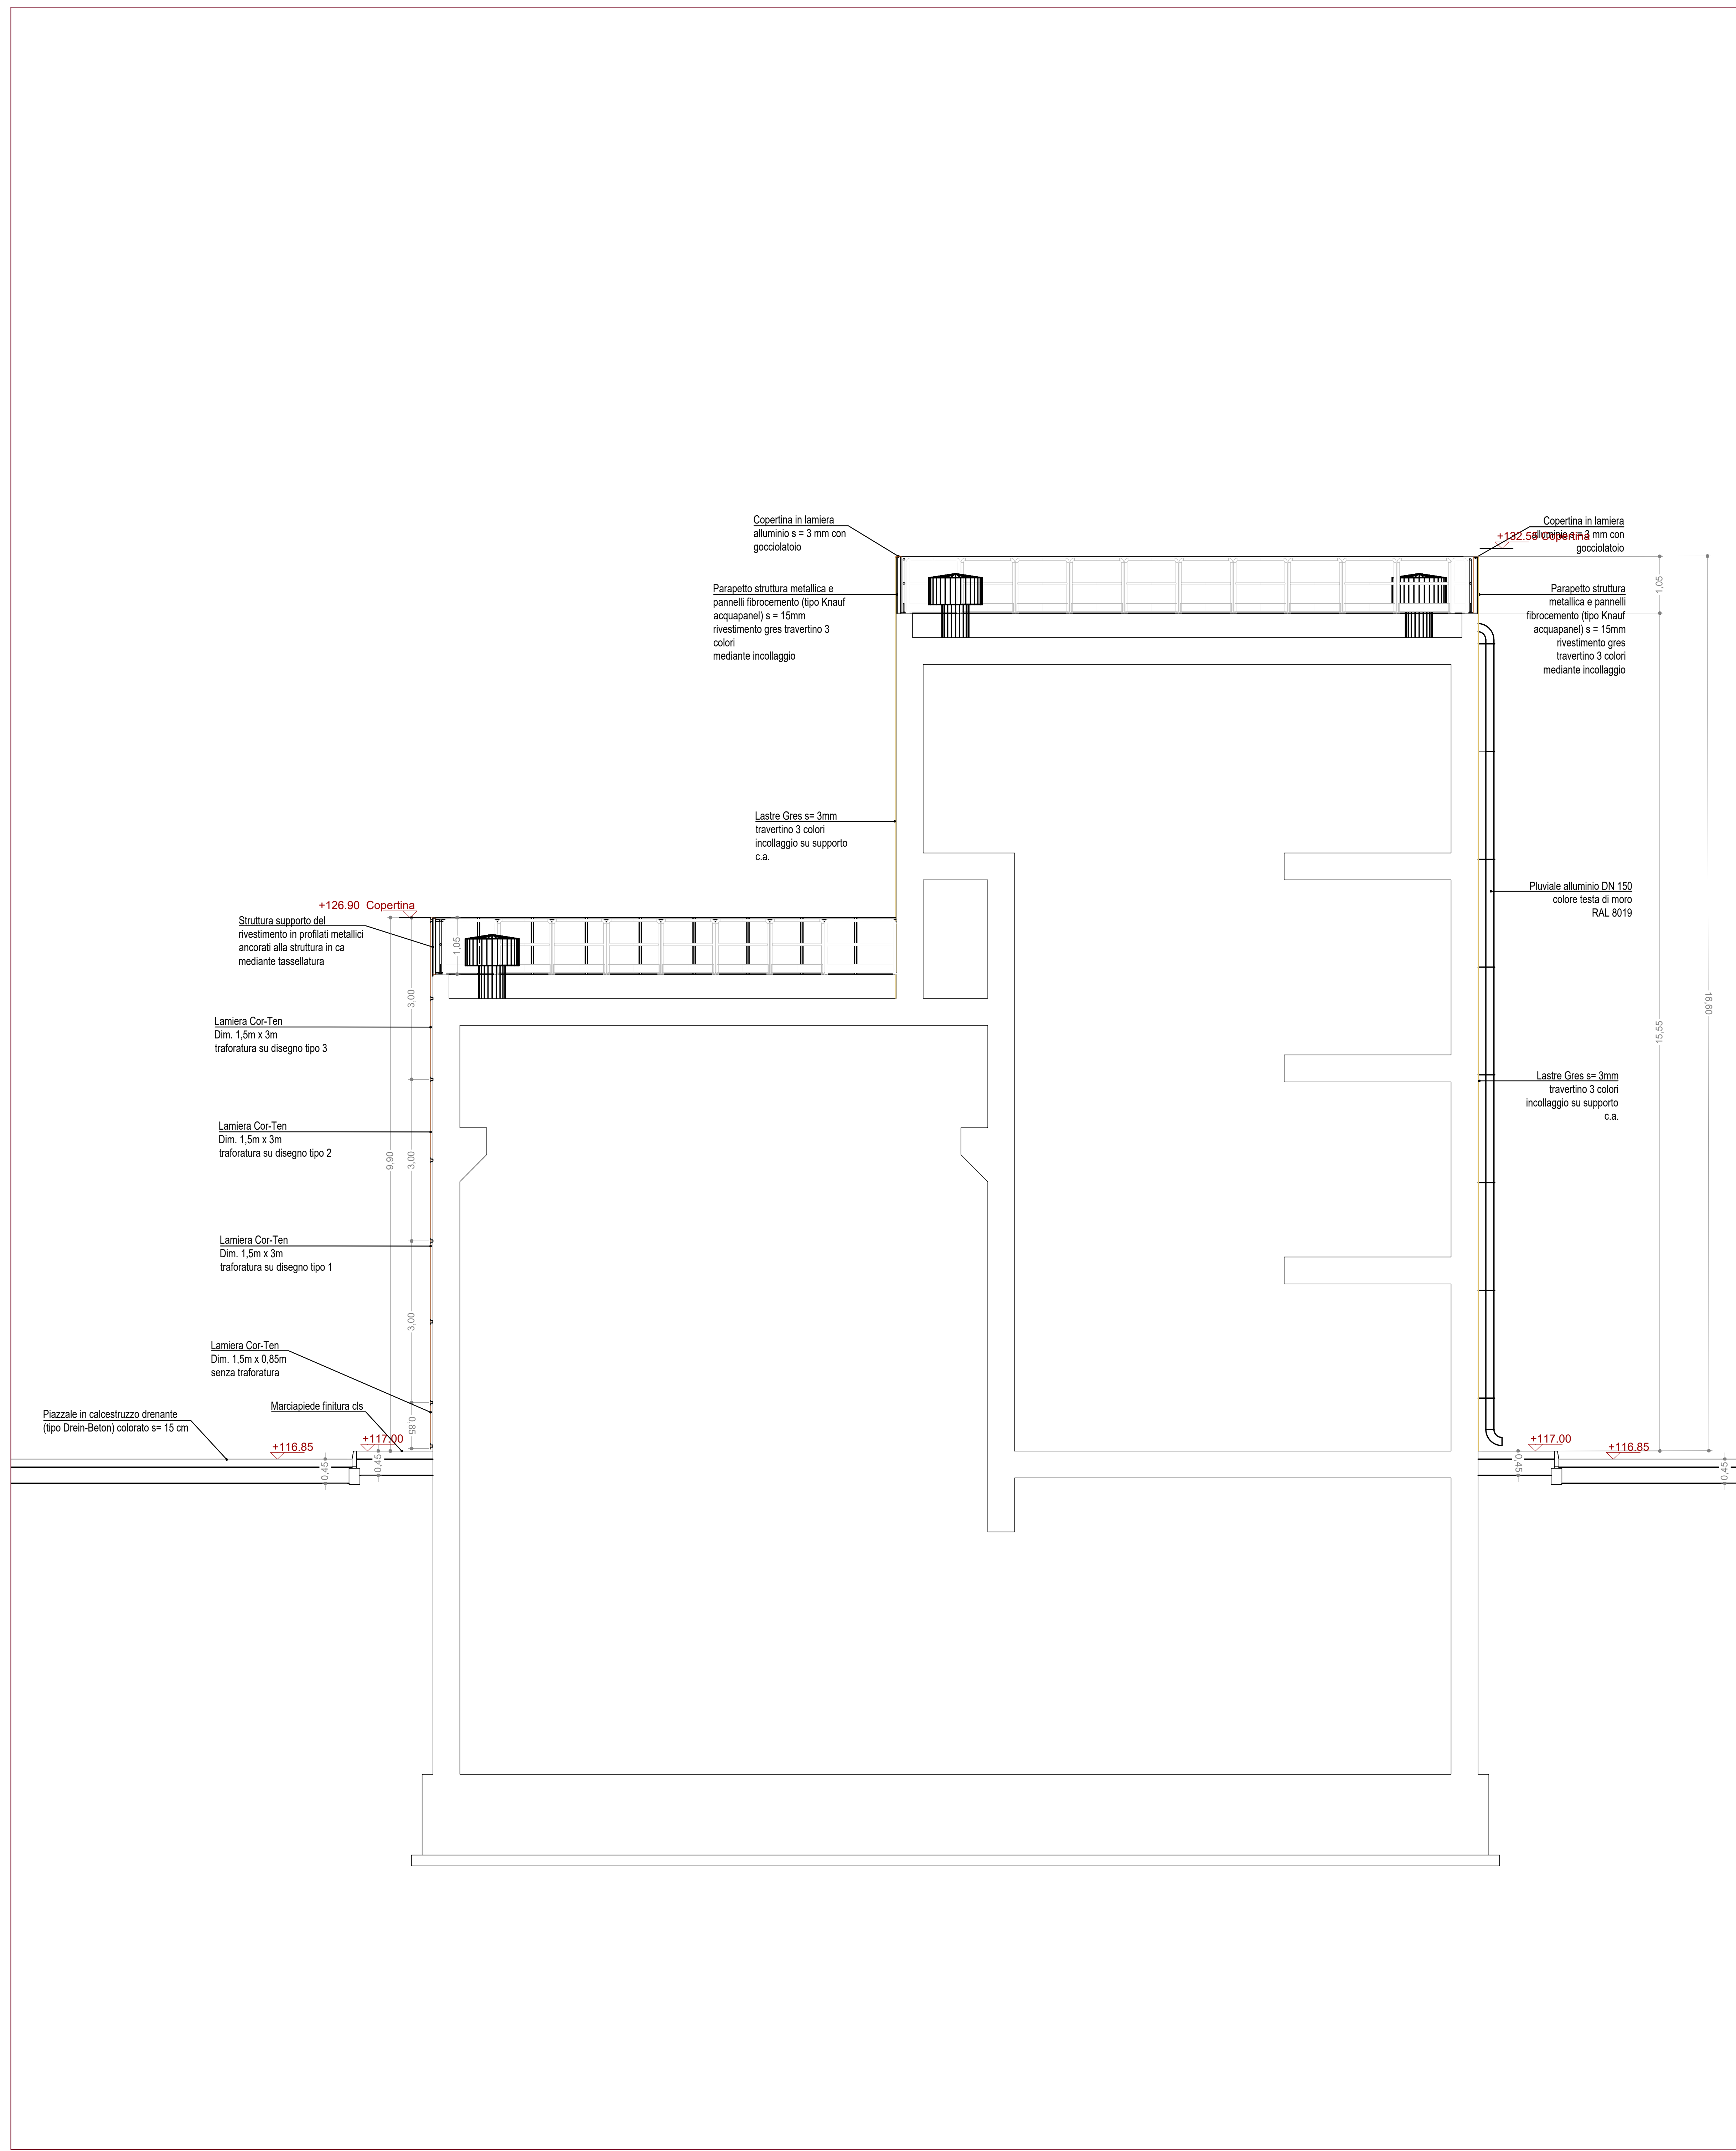 Copertina in lamiera
alluminio s = 3 mm con
gocciolatoio
Copertina in lamiera
alluminio s = 3 mm con
gocciolatoio
Copertina
1,05
Parapetto struttura metallica e
pannelli fibrocemento (tipo Knauf
acquapanel) s = 15mm
rivestimento gres travertino 3
colori
mediante incollaggio
Parapetto struttura
metallica e pannelli
fibrocemento (tipo Knauf
acquapanel) s = 15mm
rivestimento gres
travertino 3 colori
mediante incollaggio
Lastre Gres s= 3mm
travertino 3 colori
incollaggio su supporto
c.a.
Pluviale alluminio DN 150
colore testa di moro
RAL 8019
+126.90 Copertina
Struttura supporto del
rivestimento in profilati metallici
ancorati alla struttura in ca
mediante tassellatura
1,05
3,00
16,60
15,55
Lamiera Cor-Ten
Dim. 1,5m x 3m
traforatura su disegno tipo 3
Lastre Gres s= 3mm
travertino 3 colori
incollaggio su supporto
c.a.
Lamiera Cor-Ten
Dim. 1,5m x 3m
traforatura su disegno tipo 2
9,90
3,00
Lamiera Cor-Ten
Dim. 1,5m x 3m
traforatura su disegno tipo 1
3,00
Lamiera Cor-Ten
Dim. 1,5m x 0,85m
senza traforatura
Marciapiede finitura cls
Piazzale in calcestruzzo drenante
(tipo Drein-Beton) colorato s= 15 cm
0,85
+117.00
+116.85
0,45
0,45
+117.00
+116.85
0,45
0,45